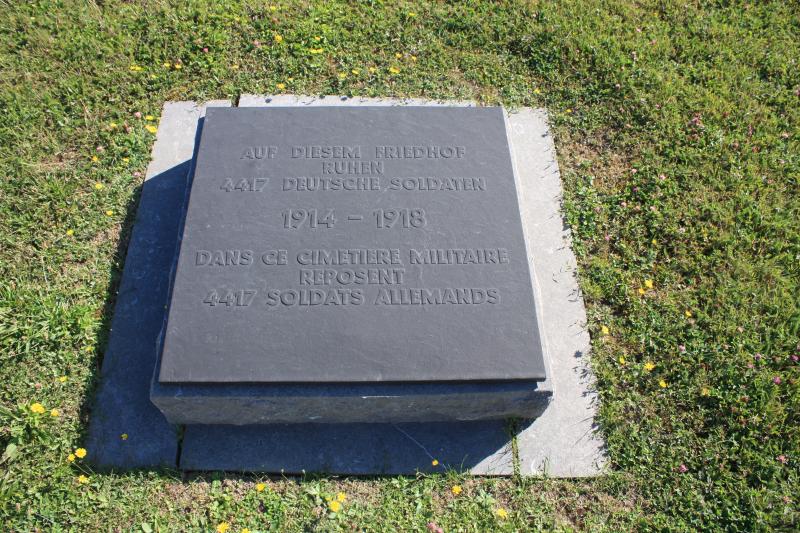 AUF DIESEM FRIEDHOF
RUHEN
4417 DEUTSCHE SOLDATEN
1914 - 1918
DANS CE CIMETIERE MILITAIRE
REPOSENT
4417 SOLDATS ALLEMANDS